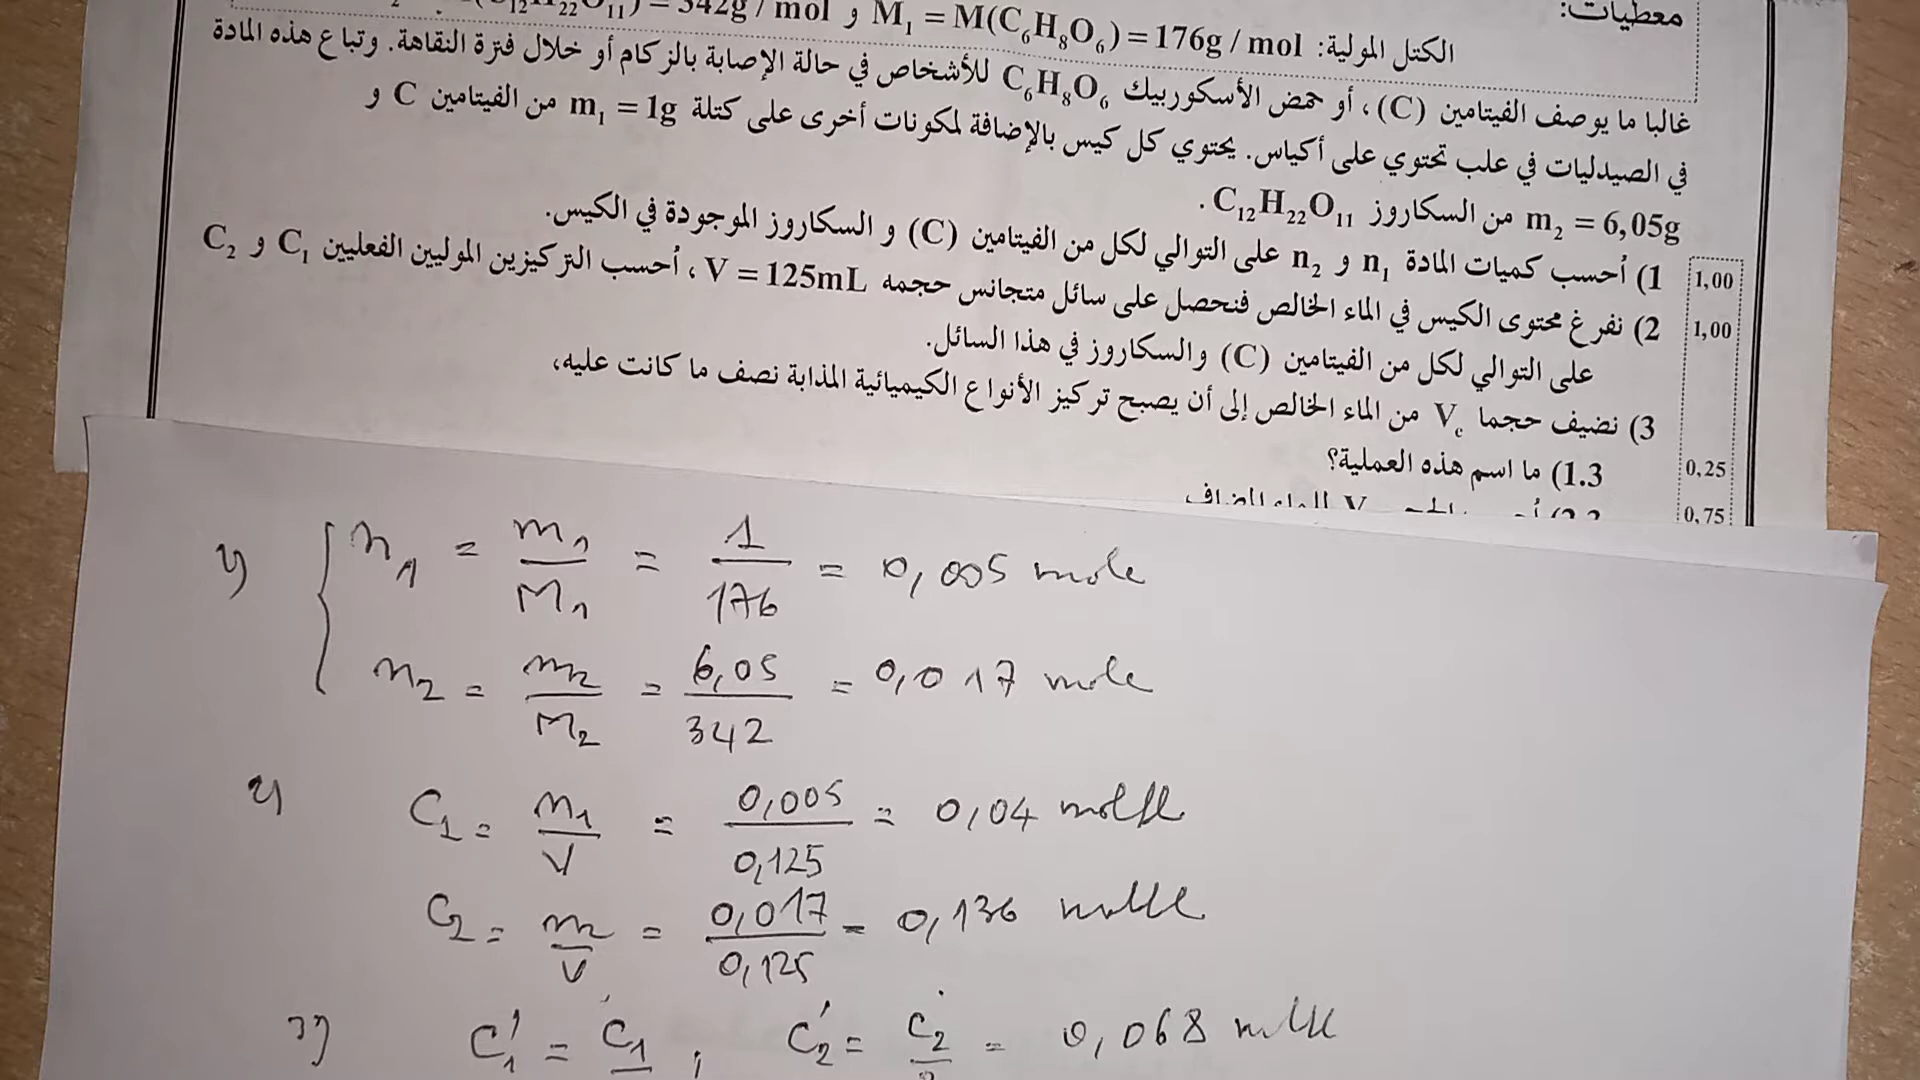 معطيات:
الكتل المولية: M₁ = M(C₆H₈O₆) = 176g / mol و (C₁₂H₂₂O₁₁) = 342g / mol
غالبا ما يوصف الفيتامين (C)، أو حمض الأسكوربيك C₆H₈O₆ للأشخاص في حالة الإصابة بالزكام أو خلال فترة النقاهة. وتباع هذه المادة
في الصيدليات في علب تحتوي على أكياس. يحتوي كل كيس بالإضافة لمكونات أخرى على كتلة m₁ = 1g من الفيتامين C و
m₂ = 6,05g من السكاروز C₁₂H₂₂O₁₁ .
1,00
1) أحسب كميات المادة n₁ و n₂ على التوالي لكل من الفيتامين (C) و السكاروز الموجودة في الكيس.
1,00
2) نفرغ محتوى الكيس في الماء الخالص فنحصل على سائل متجانس حجمه V = 125mL ، أحسب التركيزين الموليين الفعليين C₁ و C₂
على التوالي لكل من الفيتامين (C) والسكاروز في هذا السائل.
3) نضيف حجما Vₑ من الماء الخالص إلى أن يصبح تركيز الأنواع الكيميائية المذابة نصف ما كانت عليه،
0,25
1.3) ما اسم هذه العملية؟
0,75
1) n₁ = m₁/M₁ = 1/176 = 0,005 mole
n₂ = m₂/M₂ = 6,05/342 = 0,017 mole
2) C₁ = n₁/V = 0,005/0,125 = 0,04 mol/l
C₂ = n₂/V = 0,017/0,125 = 0,136 mol/l
3) C'₁ = C₁ ; C'₂ = C₂/2 = 0,068 mol/l